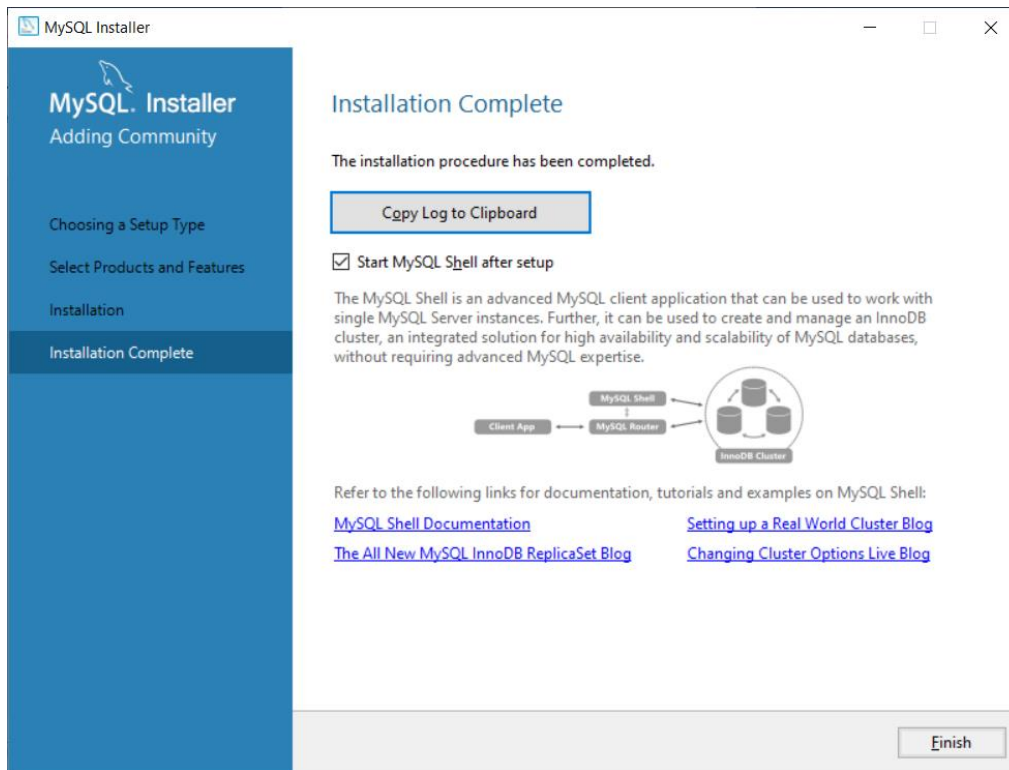 MySQL Installer
MySQL. Installer
Adding Community
Choosing a Setup Type
Select Products and Features
Installation
Installation Complete
Installation Complete
The installation procedure has been completed.
Copy Log to Clipboard
Start MySQL Shell after setup
The MySQL Shell is an advanced MySQL client application that can be used to work with
single MySQL Server instances. Further, it can be used to create and manage an InnoDB
cluster, an integrated solution for high availability and scalability of MySQL databases,
without requiring advanced MySQL expertise.
MySQL Shell
Client App
MySQL Router
InnoDB Cluster
Refer to the following links for documentation, tutorials and examples on MySQL Shell:
MySQL Shell Documentation
Setting up a Real World Cluster Blog
The All New MySQL InnoDB ReplicaSet Blog
Changing Cluster Options Live Blog
Finish